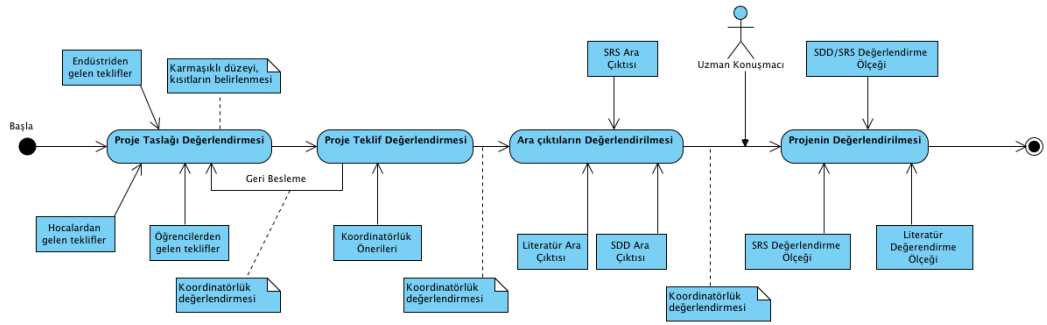 Endüstriden
gelen teklifler
Karmaşıklı düzeyi,
kısıtların belirlenmesi
SRS Ara
Çıktısı
Uzman Konuşmacı
SDD/SRS Değerlendirme
Ölçeği
Başla
Proje Taslağı Değerlendirmesi
Proje Teklif Değerlendirmesi
Ara çıktıların Değerlendirilmesi
Projenin Değerlendirilmesi
Geri Besleme
Hocalardan
gelen teklifler
Öğrencilerden
gelen teklifler
Koordinatörlük
Önerileri
Literatür Ara
Çıktısı
SDD Ara
Çıktısı
SRS Değerlendirme
Ölçeği
Literatür
Değerendirme
Ölçeği
Koordinatörlük
değerlendirmesi
Koordinatörlük
değerlendirmesi
Koordinatörlük
değerlendirmesi